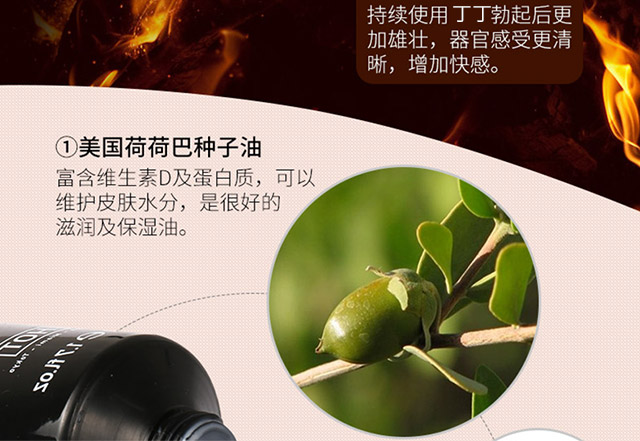 持续使用丁丁勃起后更
加雄壮，器官感受更清
晰，增加快感。
①美国荷荷巴种子油
富含维生素D及蛋白质，可以
维护皮肤水分，是很好的
滋润及保湿油。